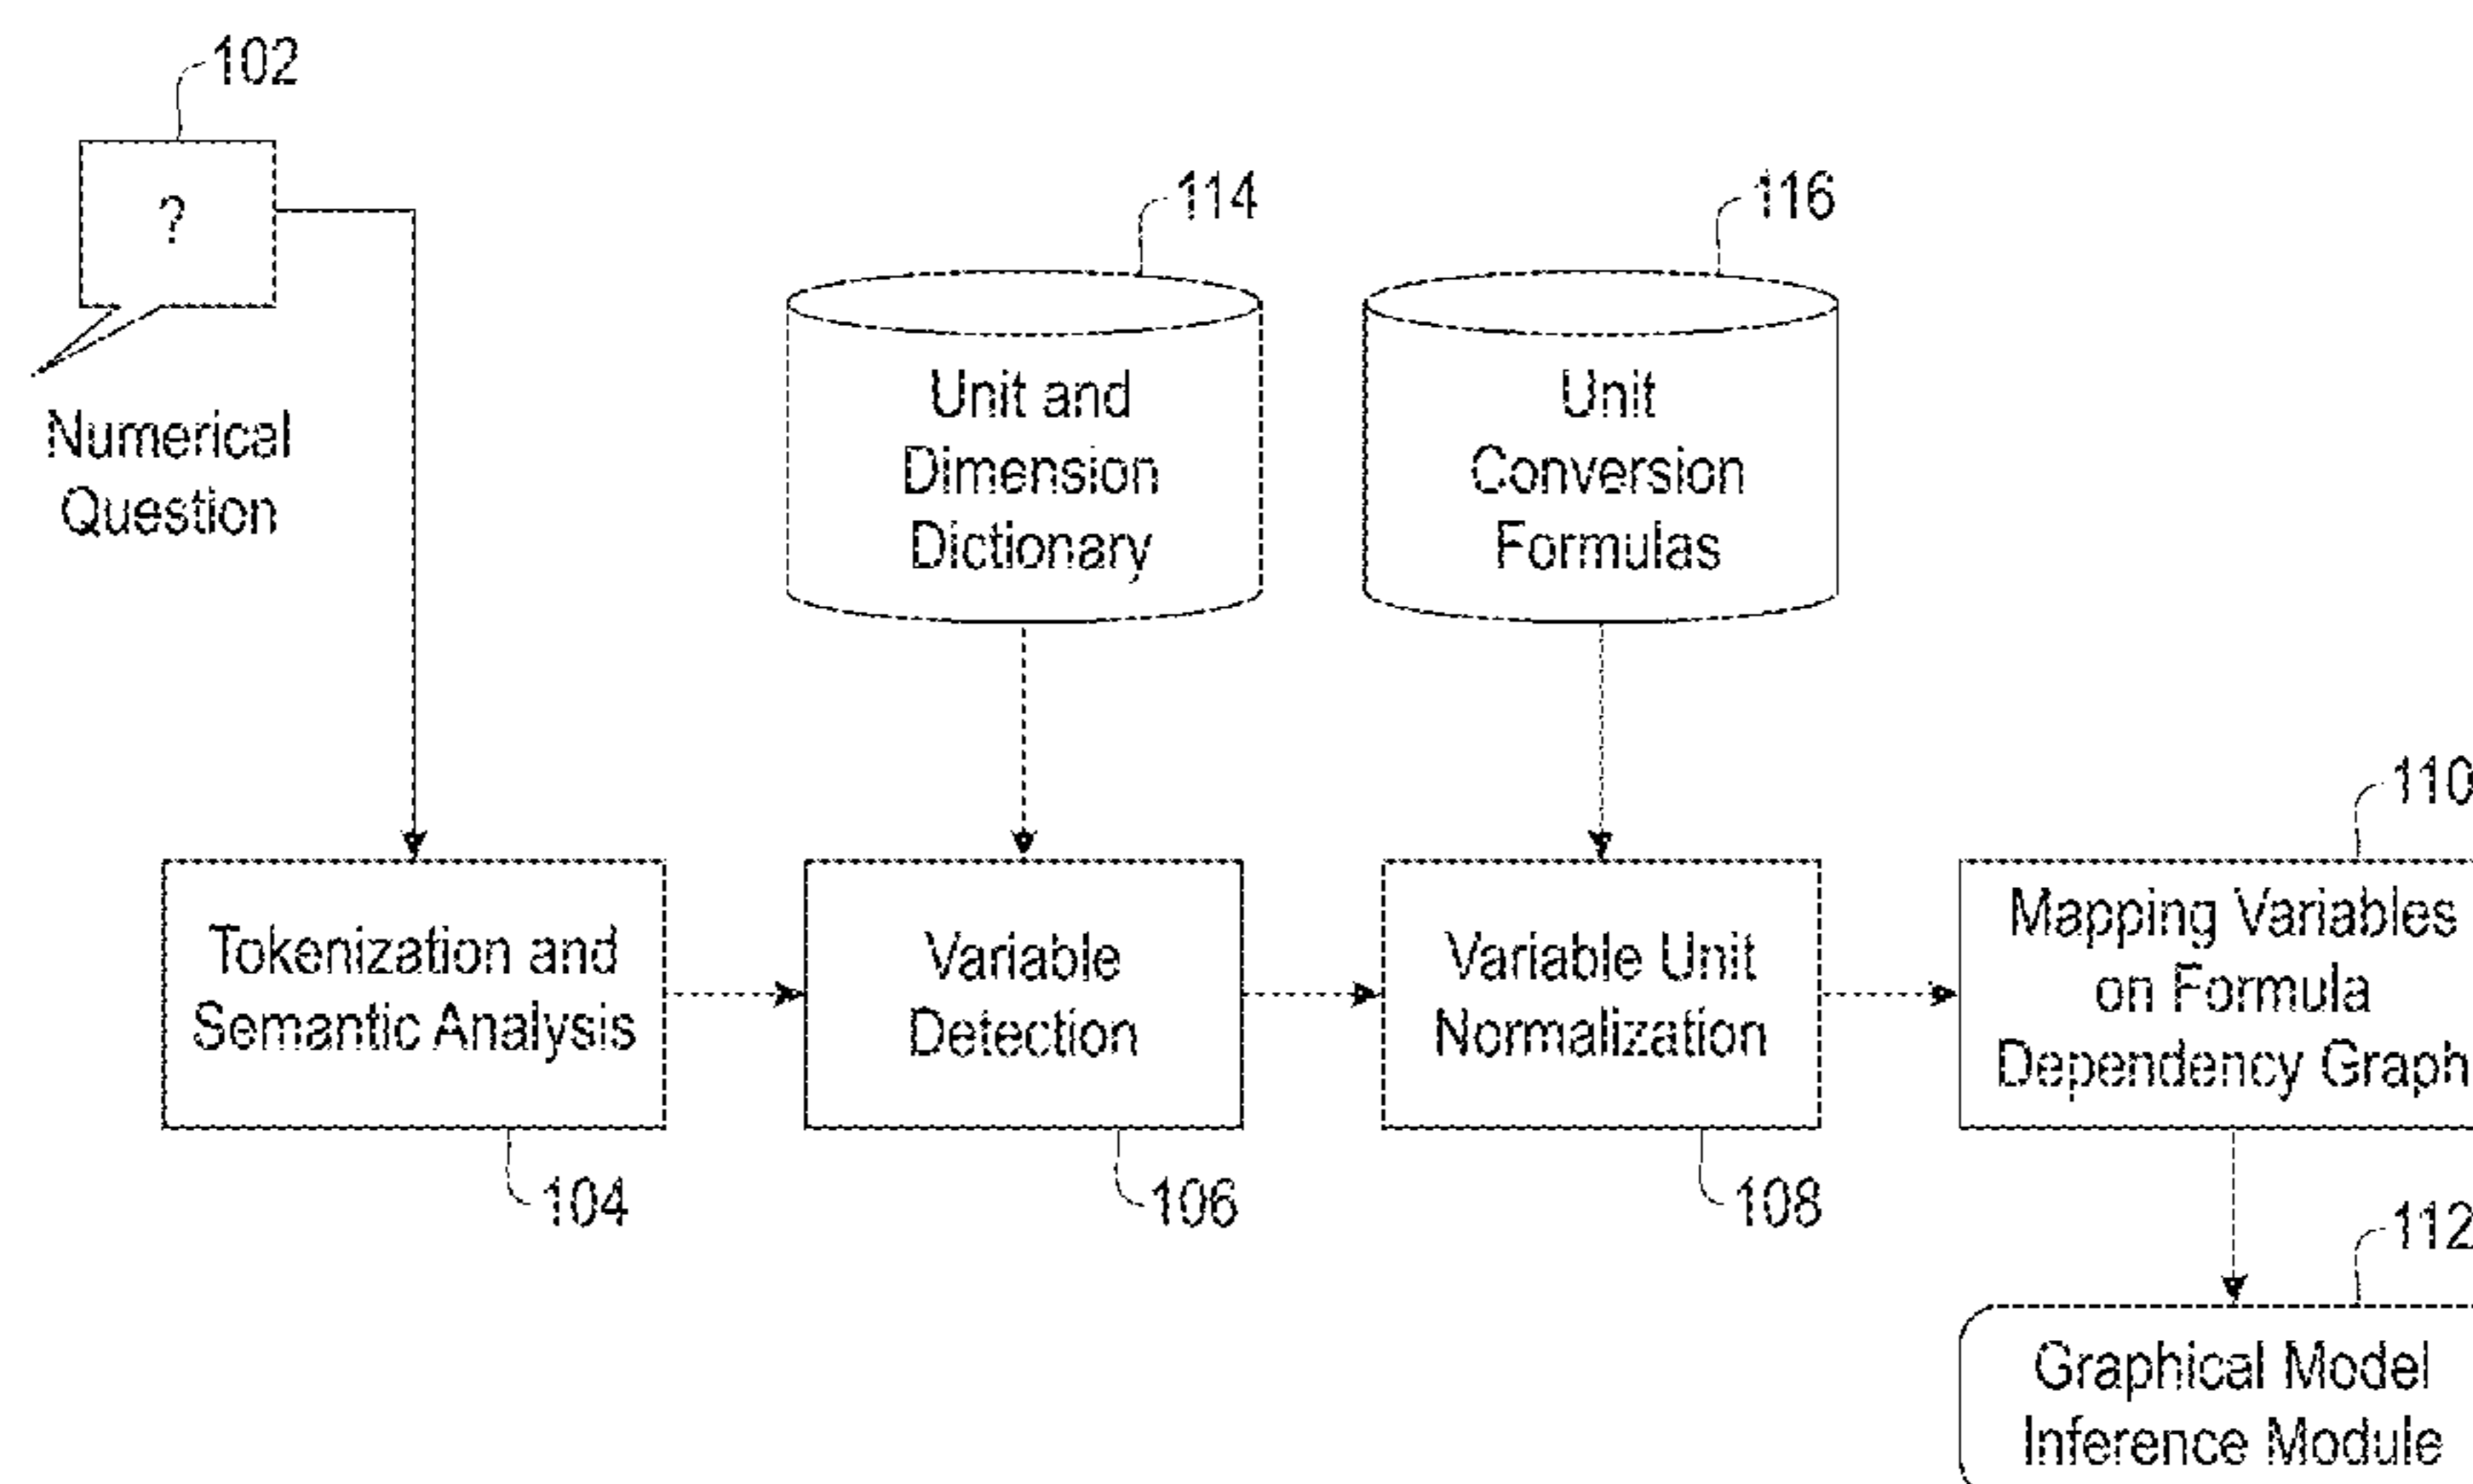 102
?
Numerical
Question
114
Unit and
Dimension
Dictionary
116
Unit
Conversion
Formulas
Tokenization and
Semantic Analysis
104
Variable
Detection
106
Variable Unit
Normalization
108
110
Mapping Variables
on Formula
Dependency Graph
112
Graphical Model
Inference Module